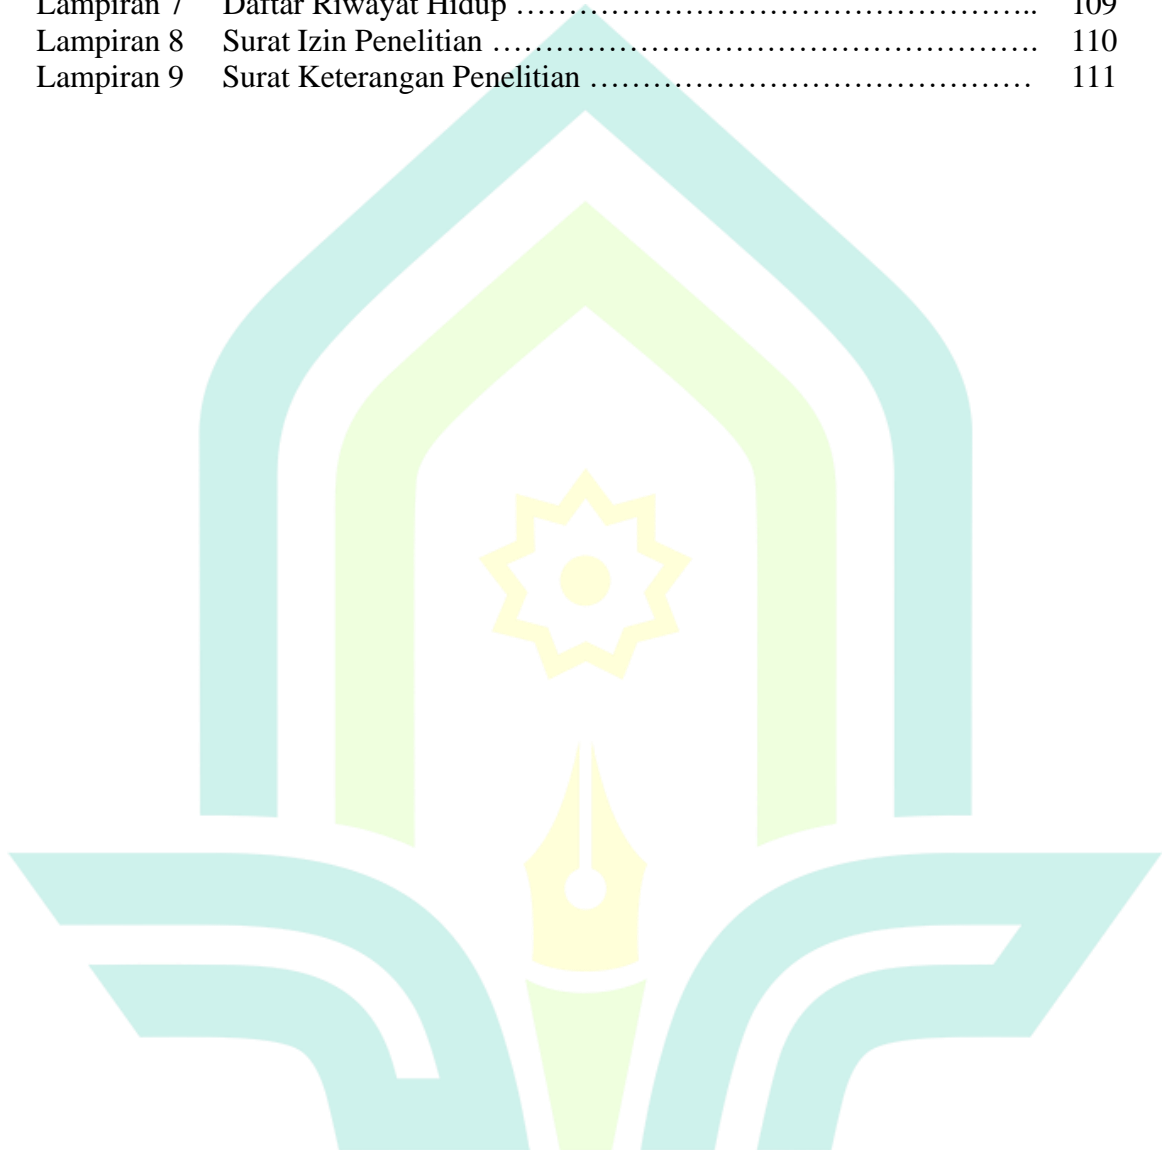 Lampiran 7 Daftar Riwayat Hidup ………………………………………….. 109
Lampiran 8 Surat Izin Penelitian ……………………………………………. 110
Lampiran 9 Surat Keterangan Penelitian …………………………………… 111